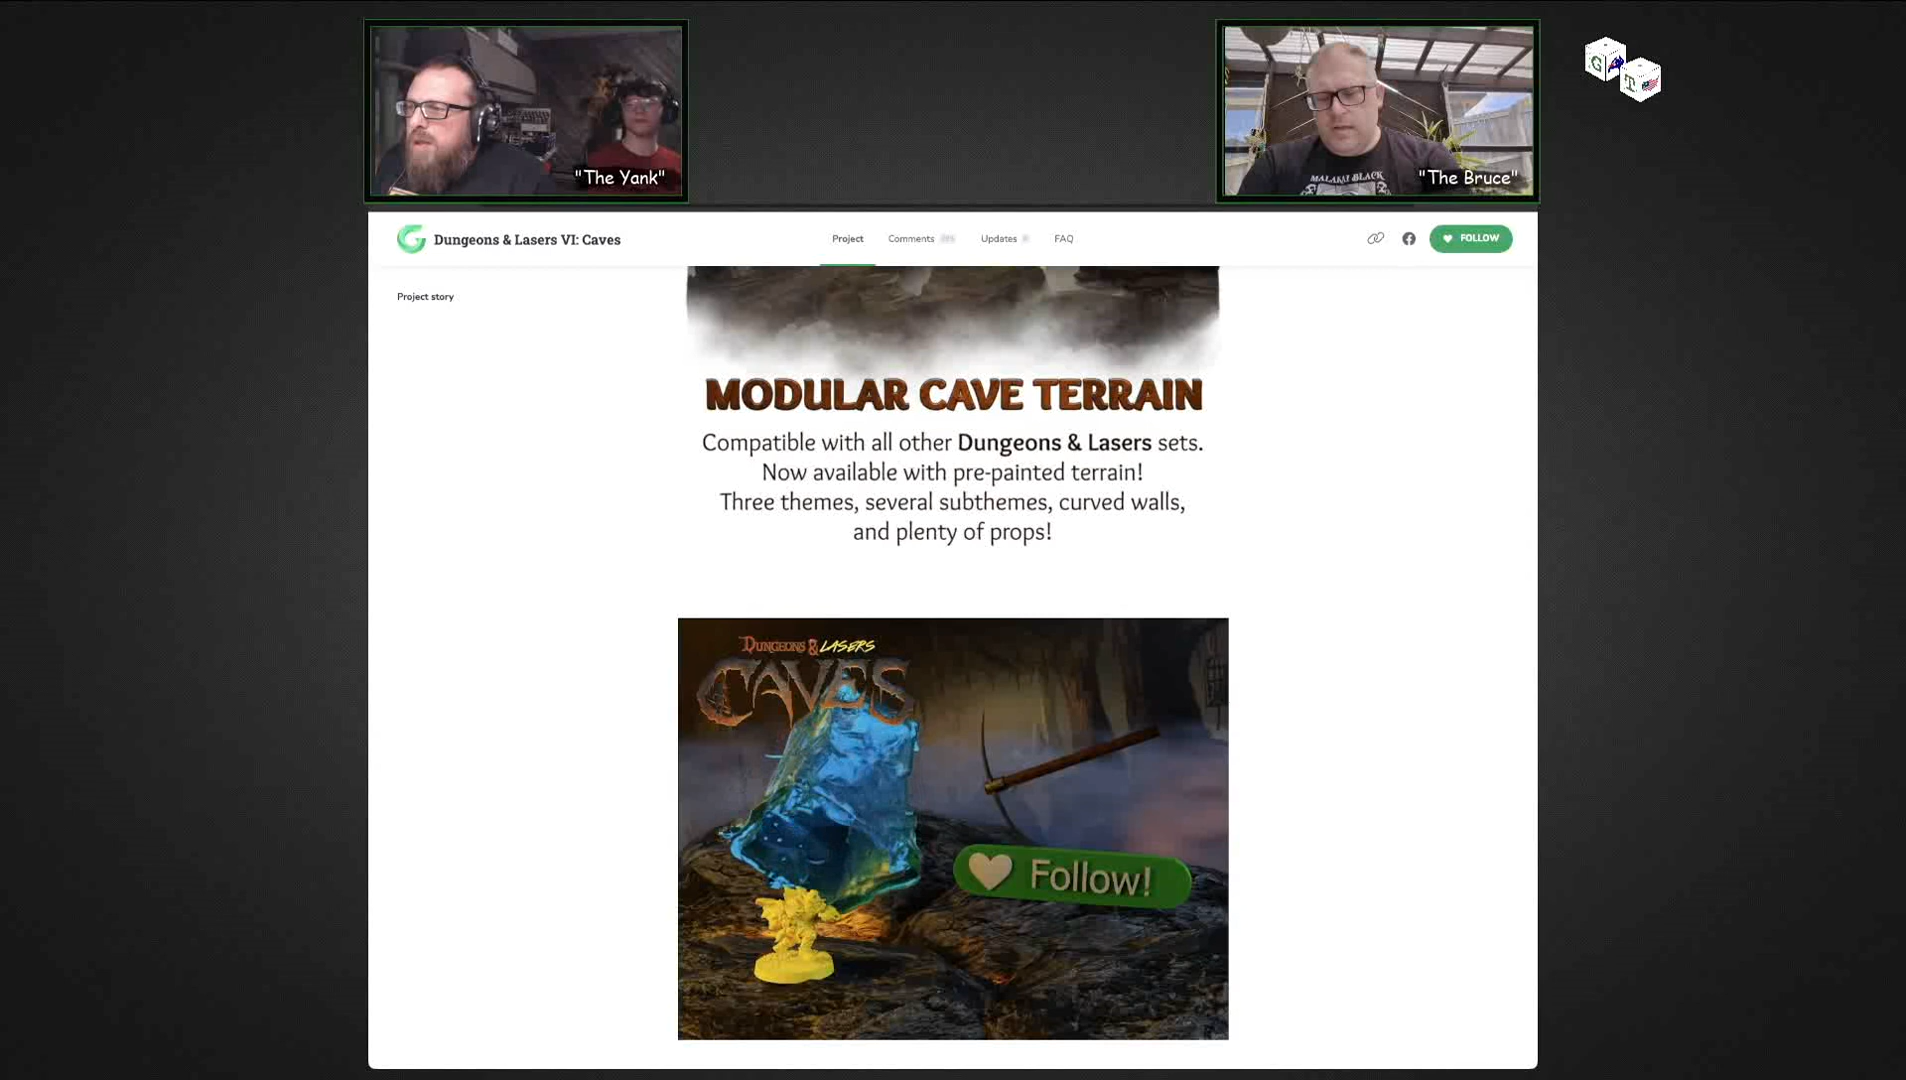 "The Yank"
"The Bruce"
G
T
MALAKAI BLACK
Dungeons & Lasers VI: Caves
Project
Comments
Updates
FAQ
FOLLOW
Project story
MODULAR CAVE TERRAIN
Compatible with all other Dungeons & Lasers sets.
Now available with pre-painted terrain!
Three themes, several subthemes, curved walls,
and plenty of props!
DUNGEONS & LASERS
CAVES
Follow!